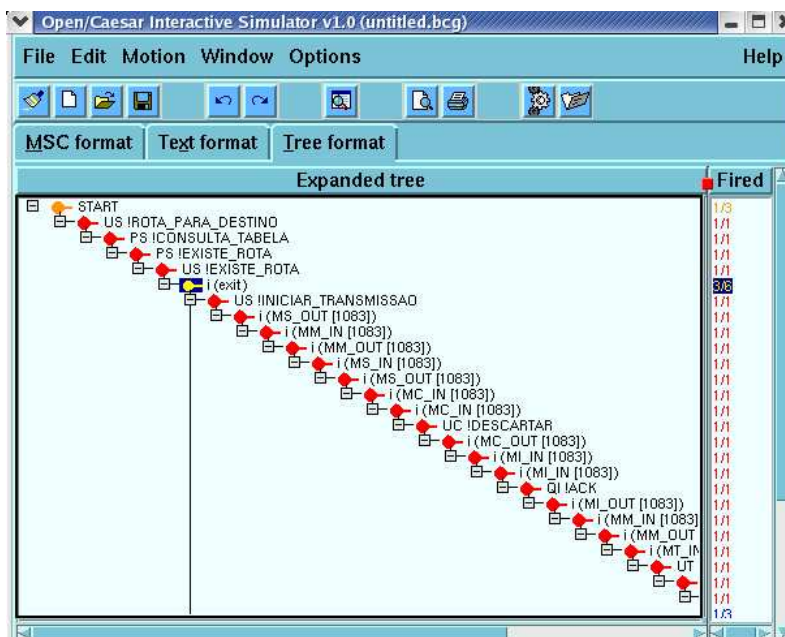 Open/Caesar Interactive Simulator v1.0 (untitled.bcg)
File Edit Motion Window Options Help
MSC format Text format Tree format
Expanded tree Fired
START 1/3
US !ROTA_PARA_DESTINO 1/1
PS !CONSULTA_TABELA 1/1
PS !EXISTE_ROTA 1/1
US !EXISTE_ROTA 1/1
i (exit) 3/6
US !INICIAR_TRANSMISSAO 1/1
i (MS_OUT [1083]) 1/1
i (MM_IN [1083]) 1/1
i (MM_OUT [1083]) 1/1
i (MS_IN [1083]) 1/1
i (MS_OUT [1083]) 1/1
i (MC_IN [1083]) 1/1
i (MC_IN [1083]) 1/1
UC !DESCARTAR 1/1
i (MC_OUT [1083]) 1/1
i (MI_IN [1083]) 1/1
i (MI_IN [1083]) 1/1
QI !ACK 1/1
i (MI_OUT [1083]) 1/1
i (MM_IN [1083] 1/1
i (MM_OUT 1/1
i (MT_IN 1/1
UT 1/1
1/1
1/1
1/3